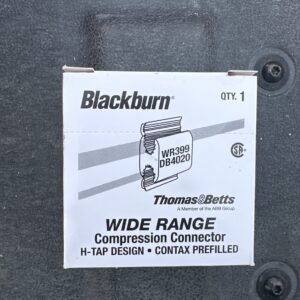 Blackburn® QTY. 1
WR399
DB4020
SA®
Thomas&Betts
A Member of the ABB Group
WIDE RANGE
Compression Connector
H-TAP DESIGN • CONTAX PREFILLED